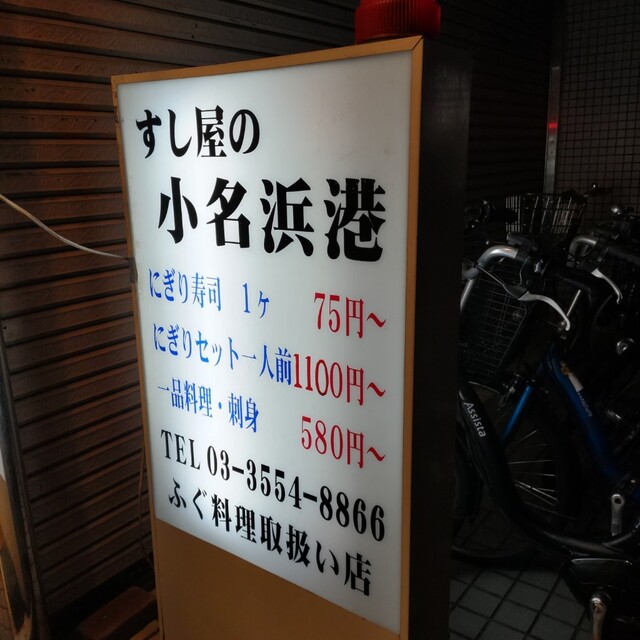 すし屋の
小名浜港
にぎり寿司 1ケ 75円~
にぎりセット一人前1100円~
一品料理・刺身 580円~
TEL 03-3554-8866
ふぐ料理取扱い店
Assista